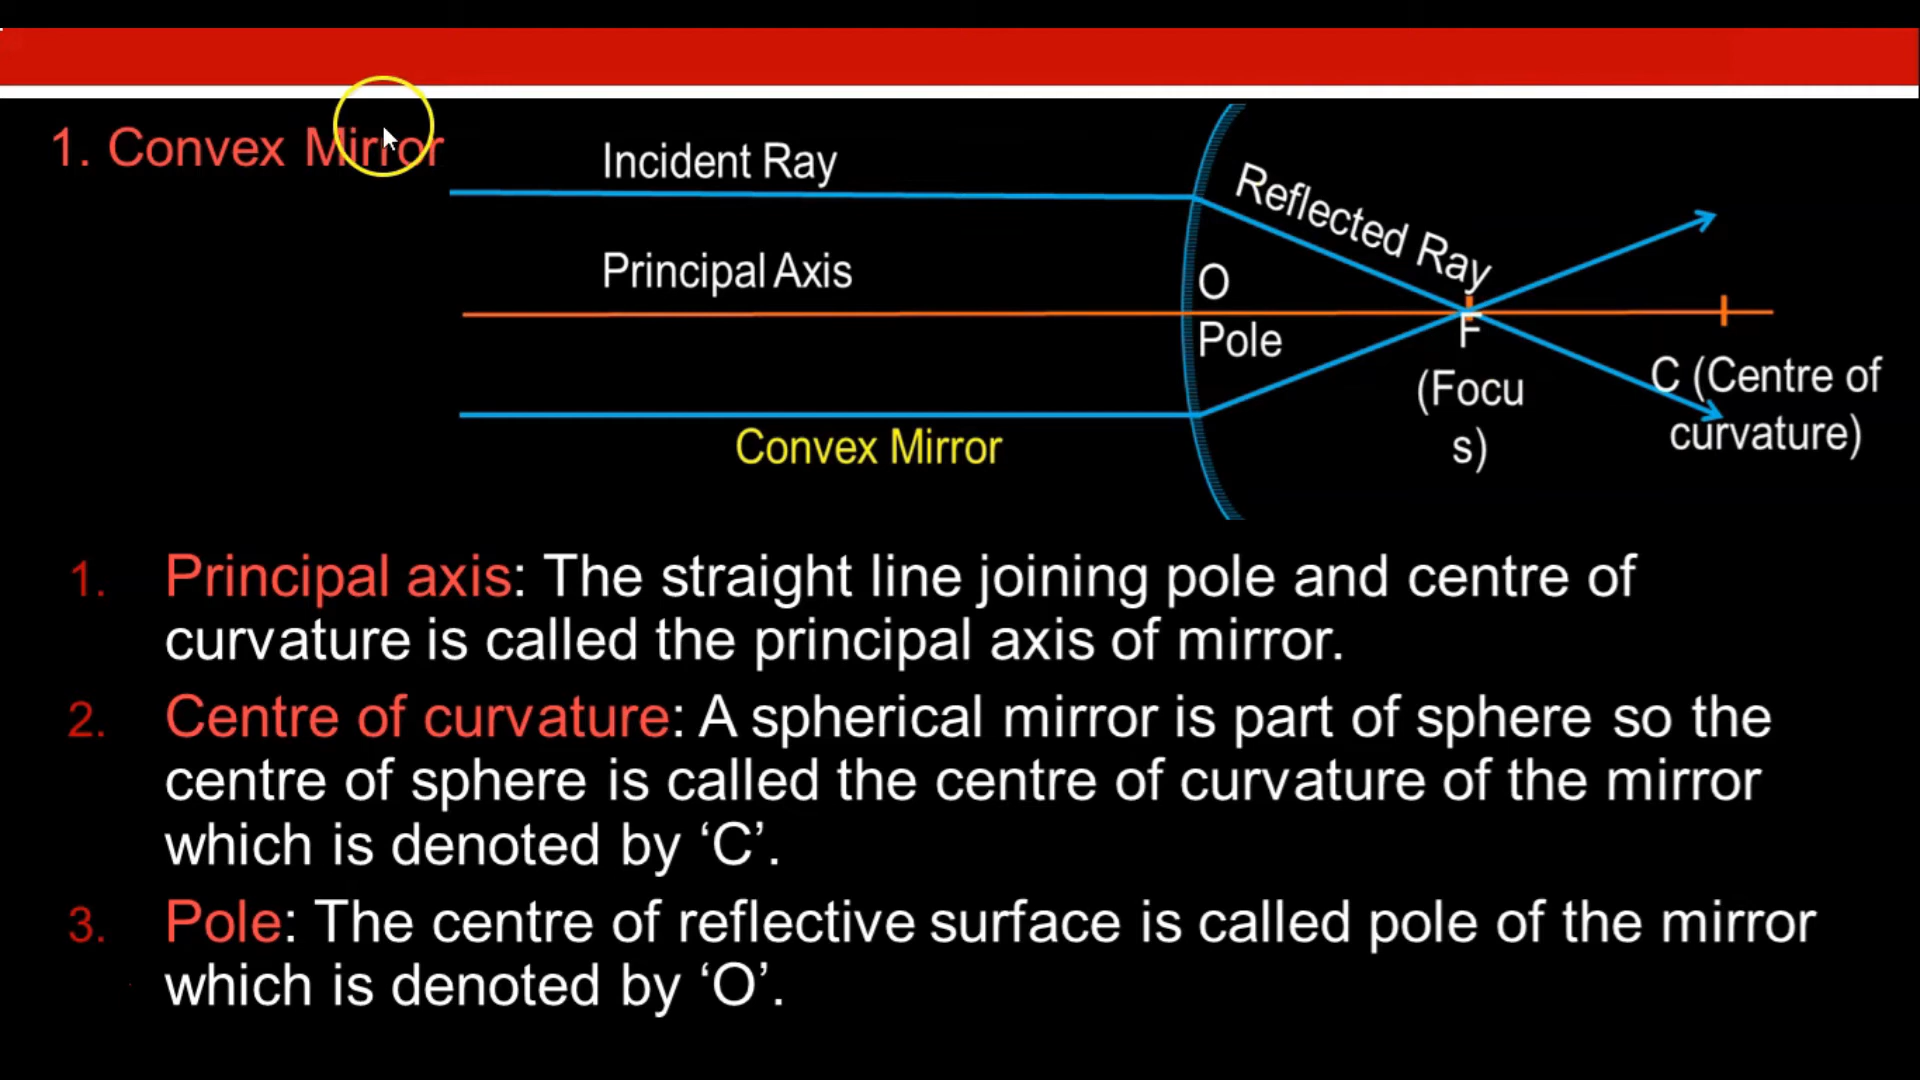 1. Convex Mirror
Incident Ray
Reflected Ray
Principal Axis
O
Pole
F
(Focu
s)
C (Centre of
curvature)
Convex Mirror
1. Principal axis: The straight line joining pole and centre of
curvature is called the principal axis of mirror.
2. Centre of curvature: A spherical mirror is part of sphere so the
centre of sphere is called the centre of curvature of the mirror
which is denoted by ‘C’.
3. Pole: The centre of reflective surface is called pole of the mirror
which is denoted by ‘O’.